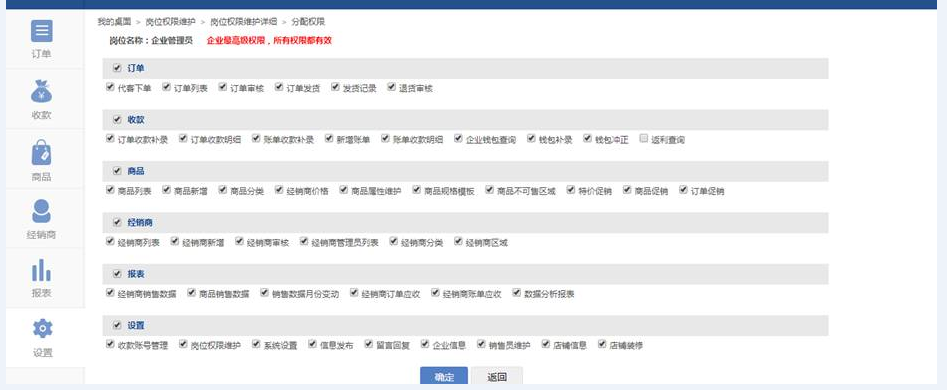 我的桌面 > 岗位权限维护 > 岗位权限维护详细 > 分配权限
岗位名称：企业管理员 企业最高级权限，所有权限都有效
订单
收款
商品
经销商
报表
设置
订单
代客下单 订单列表 订单审核 订单发货 发货记录 退货审核
收款
订单收款补录 订单收款明细 账单收款补录 新增账单 账单收款明细 企业钱包查询 钱包补录 钱包冲正 返利查询
商品
商品列表 商品新增 商品分类 经销商价格 商品属性维护 商品规格模板 商品不可售区域 特价促销 商品促销 订单促销
经销商
经销商列表 经销商新增 经销商审核 经销商管理员列表 经销商分类 经销商区域
报表
经销商销售数据 商品销售数据 销售数据月份变动 经销商订单应收 经销商账单应收 数据分析报表
设置
收款账号管理 岗位权限维护 系统设置 信息发布 留言回复 企业信息 销售员维护 店铺信息 店铺装修
确定 返回